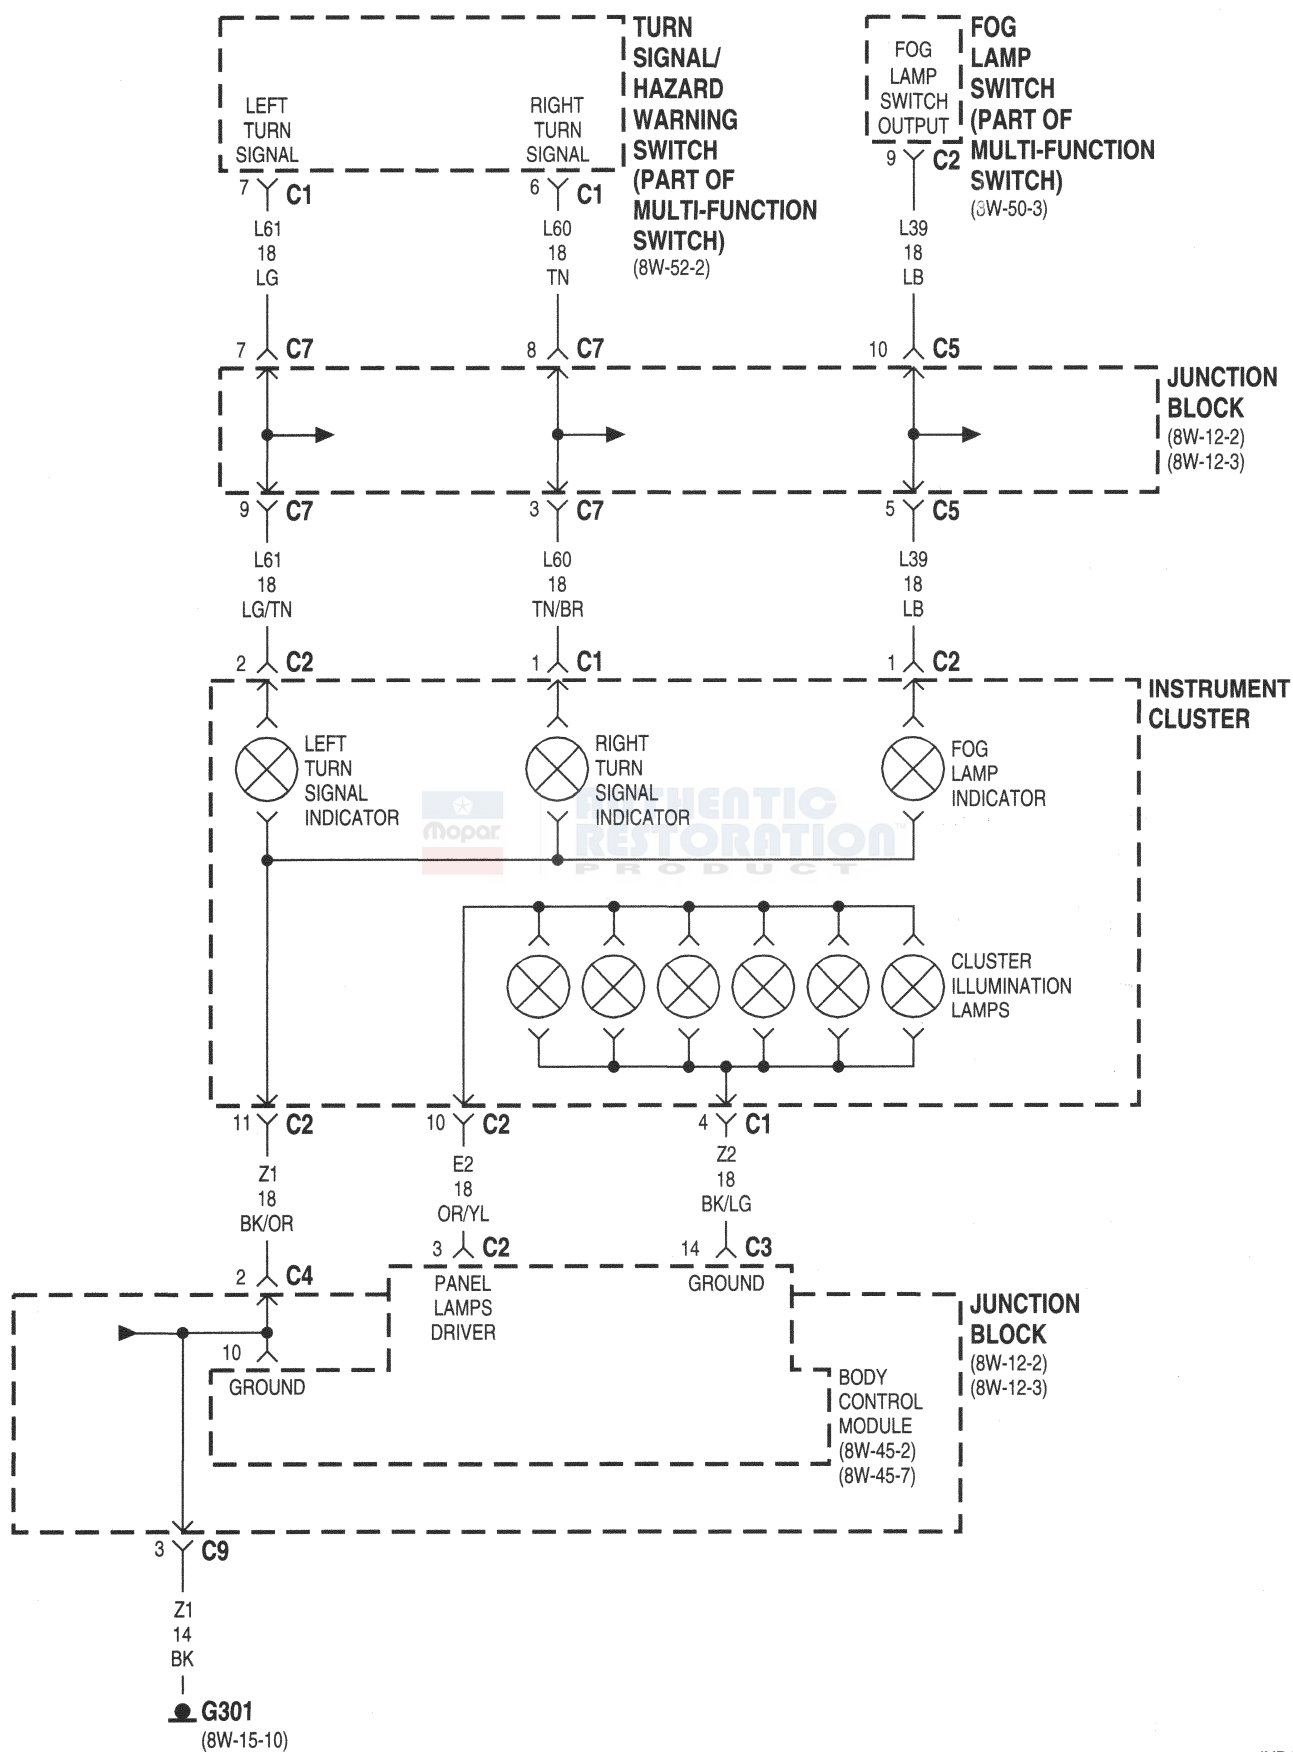 TURN
SIGNAL/
HAZARD
WARNING
SWITCH
(PART OF
MULTI-FUNCTION
SWITCH)
(8W-52-2)
LEFT
TURN
SIGNAL
RIGHT
TURN
SIGNAL
FOG
LAMP
SWITCH
OUTPUT
FOG
LAMP
SWITCH
(PART OF
MULTI-FUNCTION
SWITCH)
(8W-50-3)
7 C1
6 C1
9 C2
L61
18
LG
L60
18
TN
L39
18
LB
7 C7
8 C7
10 C5
JUNCTION
BLOCK
(8W-12-2)
(8W-12-3)
9 C7
3 C7
5 C5
L61
18
LG/TN
L60
18
TN/BR
L39
18
LB
2 C2
1 C1
1 C2
INSTRUMENT
CLUSTER
LEFT
TURN
SIGNAL
INDICATOR
RIGHT
TURN
SIGNAL
INDICATOR
FOG
LAMP
INDICATOR
Mopar
AUTHENTIC
RESTORATION™
PRODUCT
CLUSTER
ILLUMINATION
LAMPS
11 C2
10 C2
4 C1
Z1
18
BK/OR
E2
18
OR/YL
Z2
18
BK/LG
2 C4
3 C2
14 C3
PANEL
LAMPS
DRIVER
GROUND
JUNCTION
BLOCK
(8W-12-2)
(8W-12-3)
10
GROUND
BODY
CONTROL
MODULE
(8W-45-2)
(8W-45-7)
3 C9
Z1
14
BK
G301
(8W-15-10)